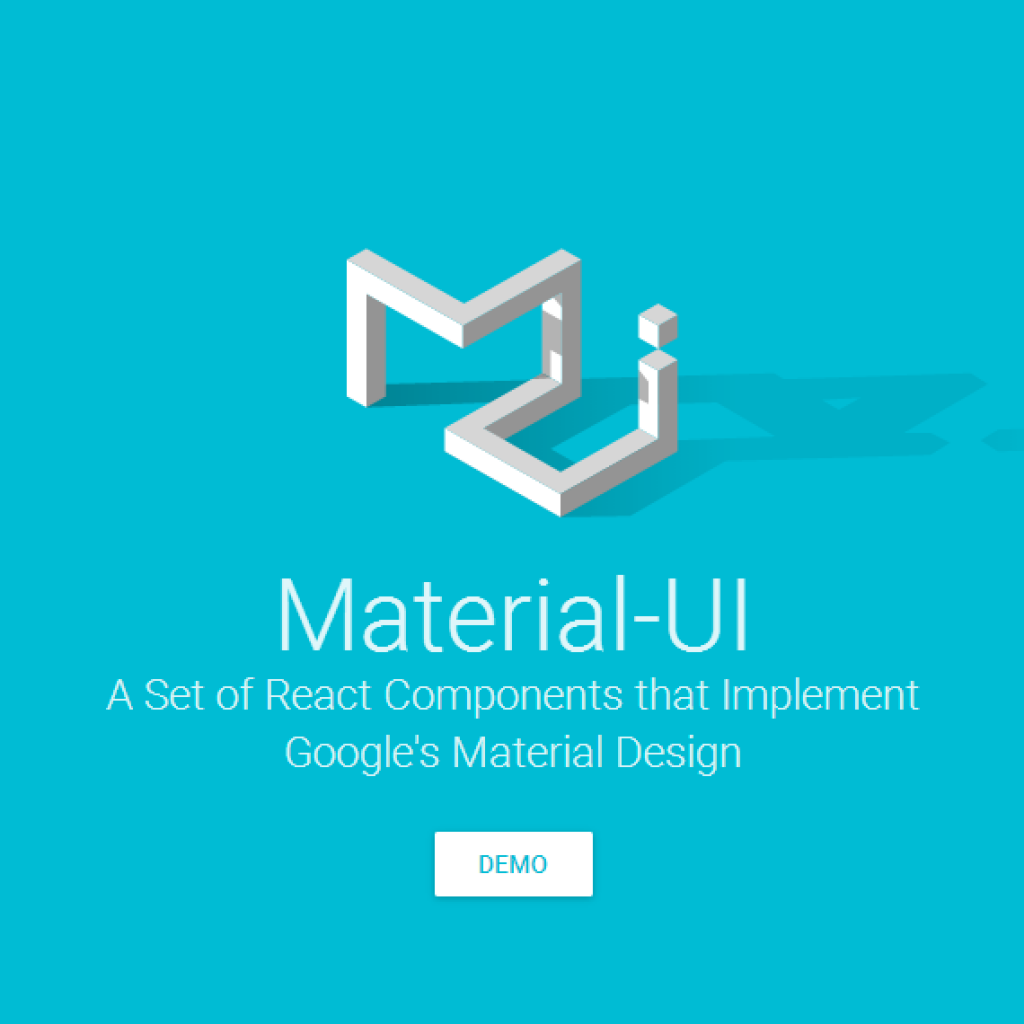 Material-UI
A Set of React Components that Implement
Google's Material Design
DEMO